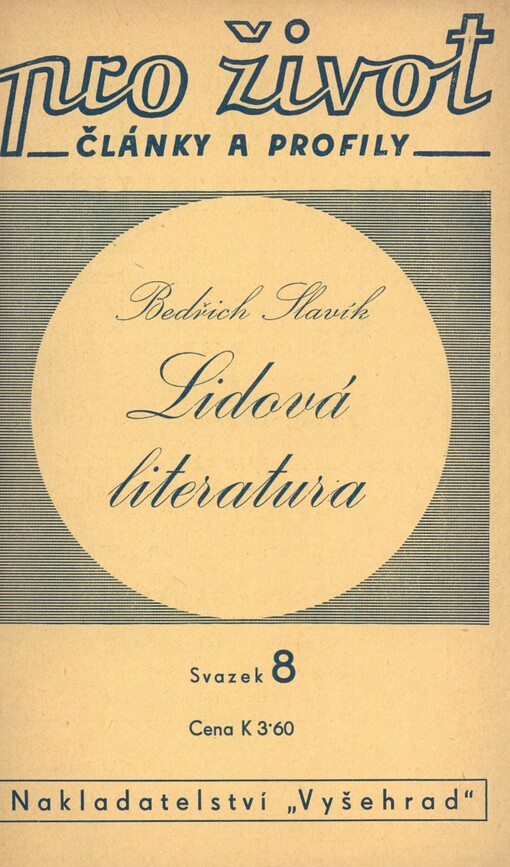 pro život
ČLÁNKY A PROFILY
Bedřich Slavík
Lidová
literatura
Svazek 8
Cena K 3·60
Nakladatelství „Vyšehrad“